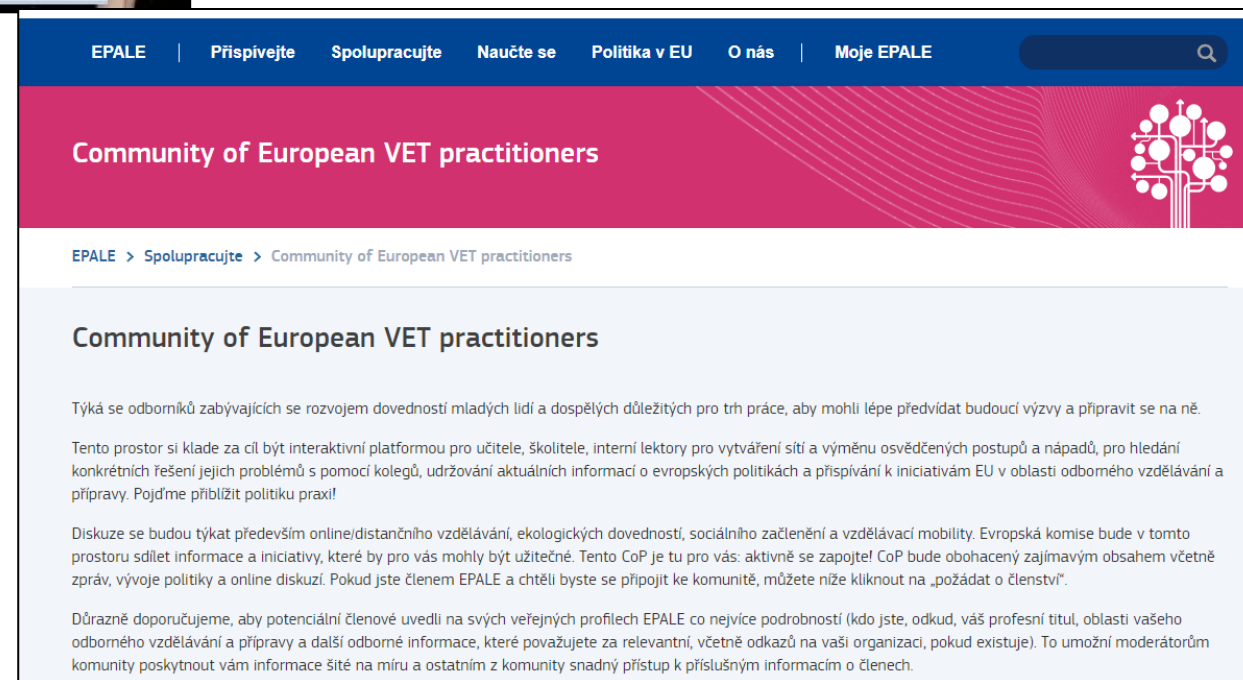 EPALE | Přispívejte Spolupracujte Naučte se Politika v EU O nás | Moje EPALE
Community of European VET practitioners
EPALE > Spolupracujte > Community of European VET practitioners
Community of European VET practitioners
Týká se odborníků zabývajících se rozvojem dovedností mladých lidí a dospělých důležitých pro trh práce, aby mohli lépe předvídat budoucí výzvy a připravit se na ně.
Tento prostor si klade za cíl být interaktivní platformou pro učitele, školitele, interní lektory pro vytváření sítí a výměnu osvědčených postupů a nápadů, pro hledání
konkrétních řešení jejich problémů s pomocí kolegů, udržování aktuálních informací o evropských politikách a přispívání k iniciativám EU v oblasti odborného vzdělávání a
přípravy. Pojďme přiblížit politiku praxi!
Diskuze se budou týkat především online/distančního vzdělávání, ekologických dovedností, sociálního začlenění a vzdělávací mobility. Evropská komise bude v tomto
prostoru sdílet informace a iniciativy, které by pro vás mohly být užitečné. Tento CoP je tu pro vás: aktivně se zapojte! CoP bude obohacený zajímavým obsahem včetně
zpráv, vývoje politiky a online diskuzí. Pokud jste členem EPALE a chtěli byste se připojit ke komunitě, můžete níže kliknout na „požádat o členství“.
Důrazně doporučujeme, aby potenciální členové uvedli na svých veřejných profilech EPALE co nejvíce podrobností (kdo jste, odkud, váš profesní titul, oblasti vašeho
odborného vzdělávání a přípravy a další odborné informace, které považujete za relevantní, včetně odkazů na vaši organizaci, pokud existuje). To umožní moderátorům
komunity poskytnout vám informace šité na míru a ostatním z komunity snadný přístup k příslušným informacím o členech.